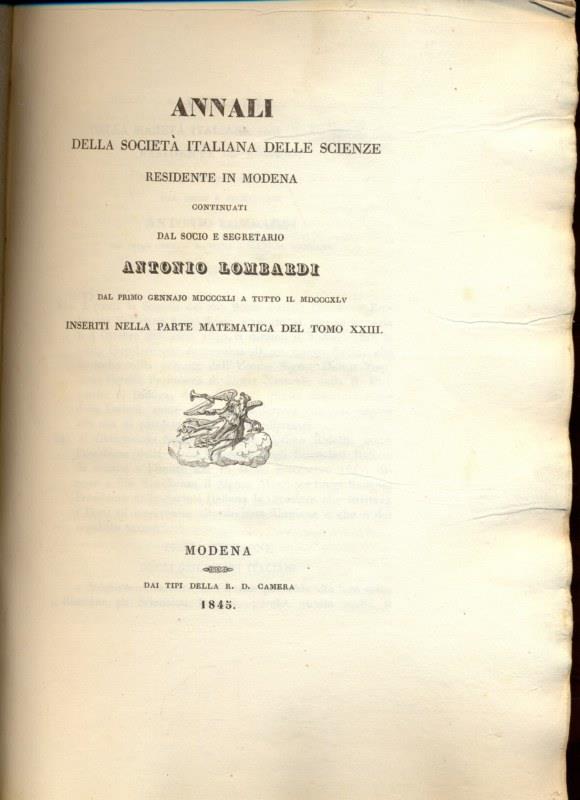 ANNALI
DELLA SOCIETÀ ITALIANA DELLE SCIENZE
RESIDENTE IN MODENA
CONTINUATI
DAL SOCIO E SEGRETARIO
ANTONIO LOMBARDI
DAL PRIMO GENNAJO MDCCCXLI A TUTTO IL MDCCCXLV
INSERITI NELLA PARTE MATEMATICA DEL TOMO XXIII.
MODENA
DAI TIPI DELLA R. D. CAMERA
1845.